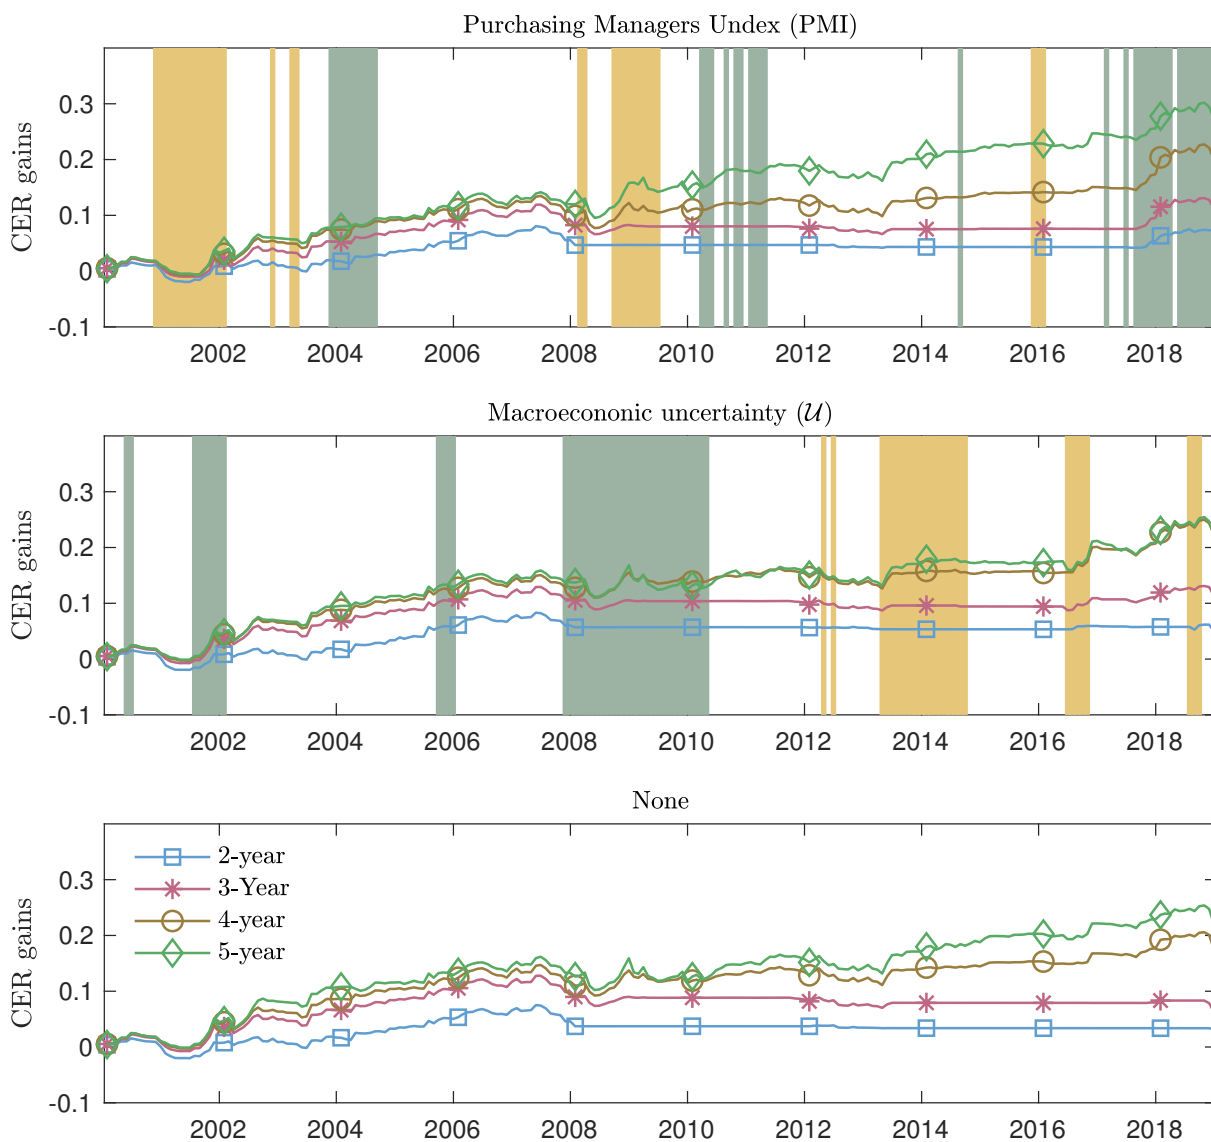 Purchasing Managers Undex (PMI)
CER gains
0.3
0.2
0.1
0
-0.1
2002 2004 2006 2008 2010 2012 2014 2016 2018
Macroecononic uncertainty (𝒰)
CER gains
0.3
0.2
0.1
0
-0.1
2002 2004 2006 2008 2010 2012 2014 2016 2018
None
CER gains
0.3
0.2
0.1
0
-0.1
2-year
3-Year
4-year
5-year
2002 2004 2006 2008 2010 2012 2014 2016 2018